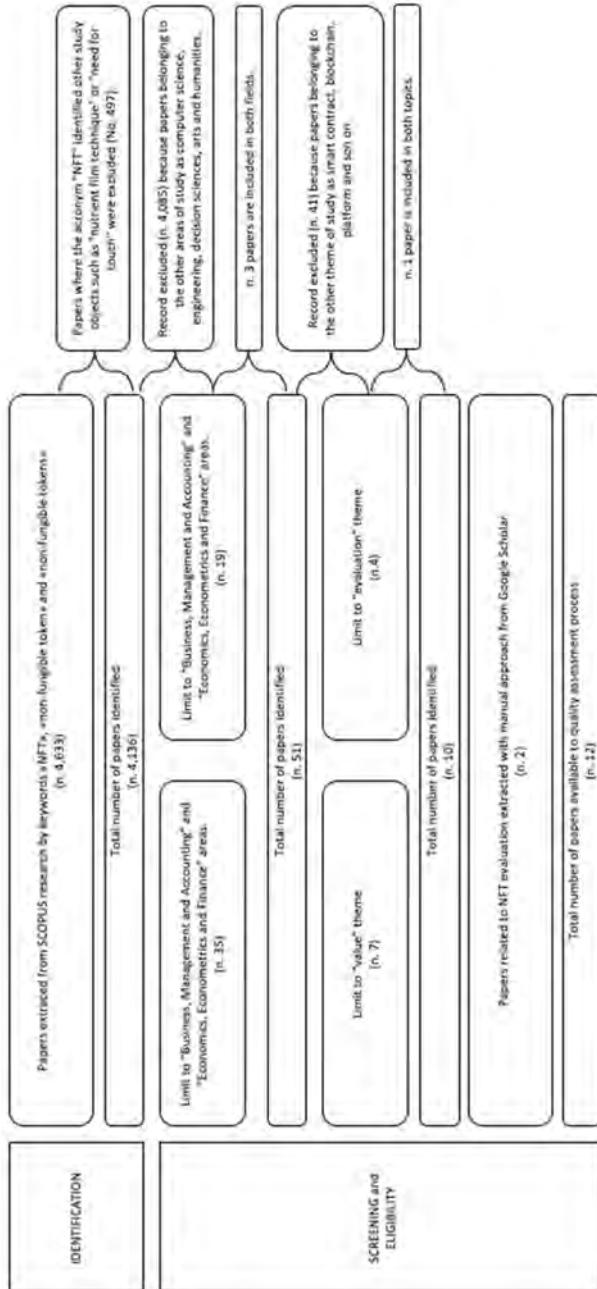 IDENTIFICATION
Papers extraced from SCOPUS research by keywords «NFT», «non-fungible token» and «non-fungible tokens»
(n. 4,633)
Papers where the acronym "NFT" identified other study
objects such as "nutrient film technique" or "need for
touch" were excluded (No. 497).
Total number of papers identified
(n. 4,136)
Record excluded (n. 4,085) because papers belonging to
the other areas of study as computer science,
engineering, decision sciences, arts and humanities.
SCREENING and
ELIGIBILITY
Limit to "Business, Management and Accounting" and
"Economics, Econometrics and Finance" areas.
(n. 35)
Limit to "Business, Management and Accounting" and
"Economics, Econometrics and Finance" areas.
(n. 19)
n. 3 papers are included in both fields.
Total number of papers identified
(n. 51)
Record excluded (n. 41) because papers belonging to
the other theme of study as smart contract, blockchain,
platform and son on
Limit to "value" theme
(n. 7)
Limit to "evaluation" theme
(n.4)
n. 1 paper is included in both topics.
Total number of papers identified
(n. 10)
Papers related to NFT evaluation extracted with manual approach from Google Scholar
(n. 2)
Total number of papers available to quality assessment process
(n. 12)